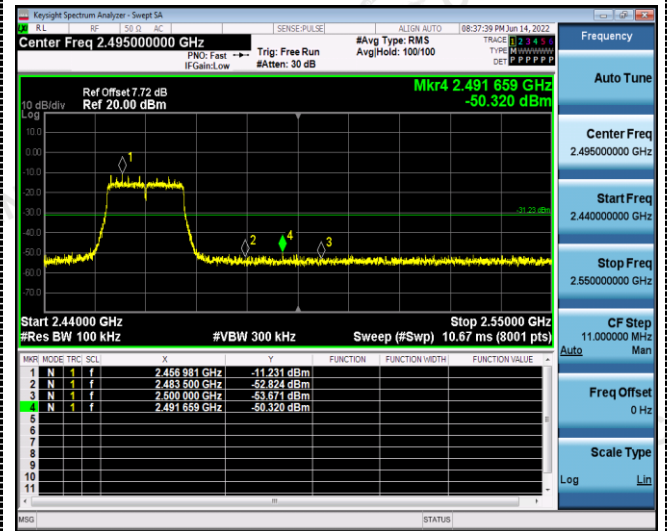 Keysight Spectrum Analyzer - Swept SA
RL RF 50 Ω AC SENSE:PULSE ALIGN AUTO 08:37:39 PM Jun 14, 2022
Center Freq 2.495000000 GHz #Avg Type: RMS TRACE 1 2 3 4 5 6
PNO: Fast Trig: Free Run Avg|Hold: 100/100 TYPE M W W W W W
IFGain:Low #Atten: 30 dB DET P P P P P P
Mkr4 2.491 659 GHz
-50.320 dBm
Ref Offset 7.72 dB
10 dB/div Ref 20.00 dBm
Log
10.0
0.00
-10.0
-20.0
-30.0
-40.0
-50.0
-60.0
-70.0
1
2
4
3
-31.23 dBm
Start 2.44000 GHz Stop 2.55000 GHz
#Res BW 100 kHz #VBW 300 kHz Sweep (#Swp) 10.67 ms (8001 pts)
MKR MODE TRC SCL X Y FUNCTION FUNCTION WIDTH FUNCTION VALUE
1 N 1 f 2.456 981 GHz -11.231 dBm
2 N 1 f 2.483 500 GHz -52.824 dBm
3 N 1 f 2.500 000 GHz -53.671 dBm
4 N 1 f 2.491 659 GHz -50.320 dBm
5
6
7
8
9
10
11
MSG STATUS
Frequency
Auto Tune
Center Freq
2.495000000 GHz
Start Freq
2.440000000 GHz
Stop Freq
2.550000000 GHz
CF Step
11.000000 MHz
Auto Man
Freq Offset
0 Hz
Scale Type
Log Lin